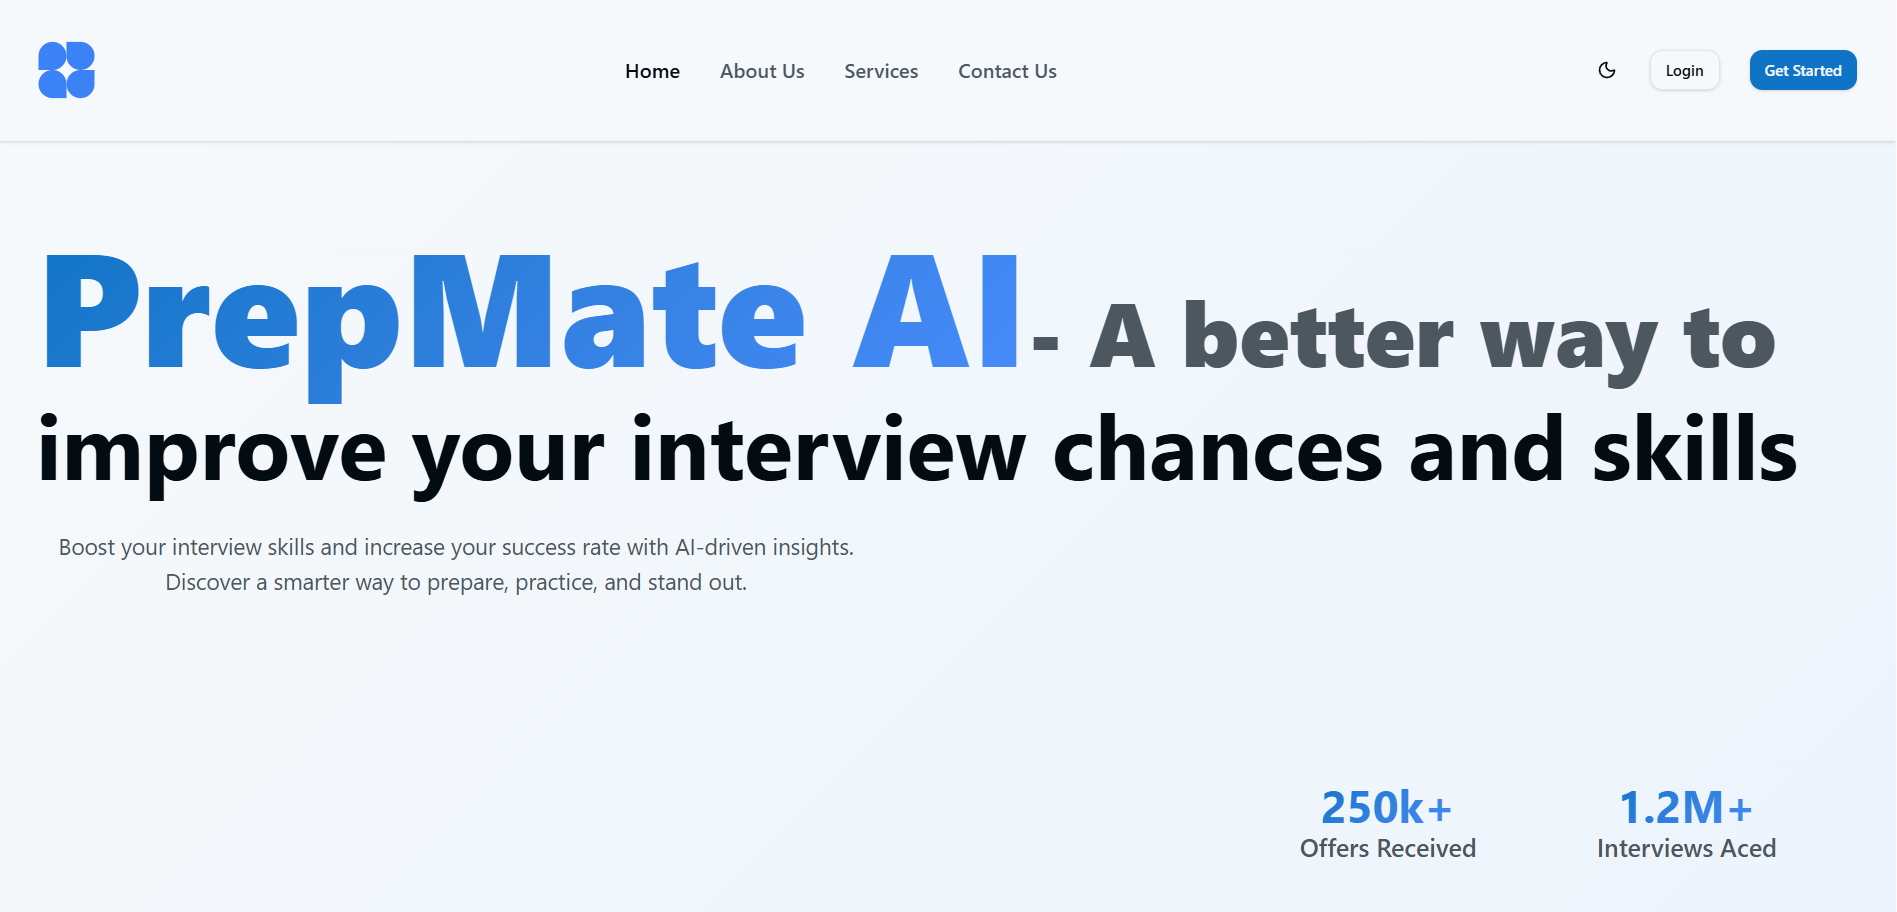 Home About Us Services Contact Us Login Get Started
PrepMate AI - A better way to
improve your interview chances and skills
Boost your interview skills and increase your success rate with AI-driven insights.
Discover a smarter way to prepare, practice, and stand out.
250k+ 1.2M+
Offers Received Interviews Aced